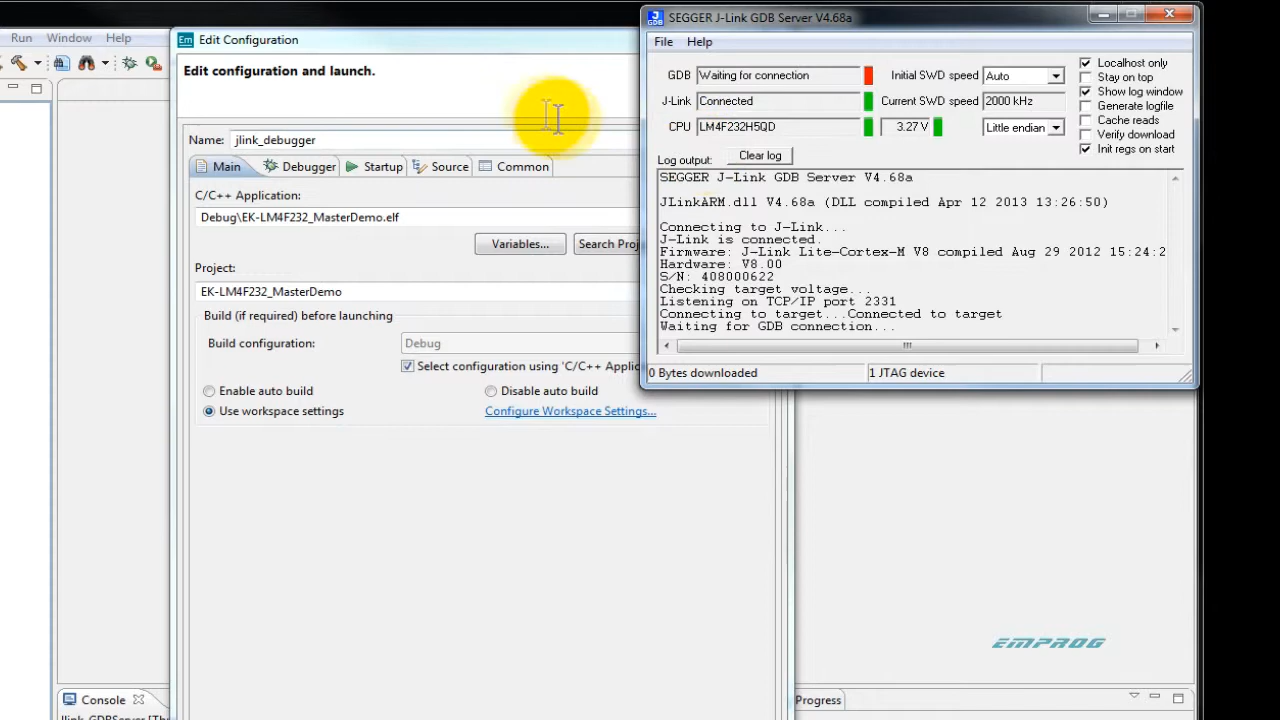 Run Window Help
Edit Configuration
Edit configuration and launch.
Name: jlink_debugger
Main Debugger Startup Source Common
C/C++ Application:
Debug\EK-LM4F232_MasterDemo.elf
Variables... Search Proj
Project:
EK-LM4F232_MasterDemo
Build (if required) before launching
Build configuration: Debug
Select configuration using 'C/C++ Applic
Enable auto build Disable auto build
Use workspace settings Configure Workspace Settings...
SEGGER J-Link GDB Server V4.68a
File Help
GDB Waiting for connection Initial SWD speed Auto
J-Link Connected Current SWD speed 2000 kHz
CPU LM4F232H5QD 3.27 V Little endian
Localhost only
Stay on top
Show log window
Generate logfile
Cache reads
Verify download
Init regs on start
Log output: Clear log
SEGGER J-Link GDB Server V4.68a
JLinkARM.dll V4.68a (DLL compiled Apr 12 2013 13:26:50)
Connecting to J-Link...
J-Link is connected.
Firmware: J-Link Lite-Cortex-M V8 compiled Aug 29 2012 15:24:2
Hardware: V8.00
S/N: 408000622
Checking target voltage...
Listening on TCP/IP port 2331
Connecting to target...Connected to target
Waiting for GDB connection...
0 Bytes downloaded 1 JTAG device
EMPROG
Console Progress